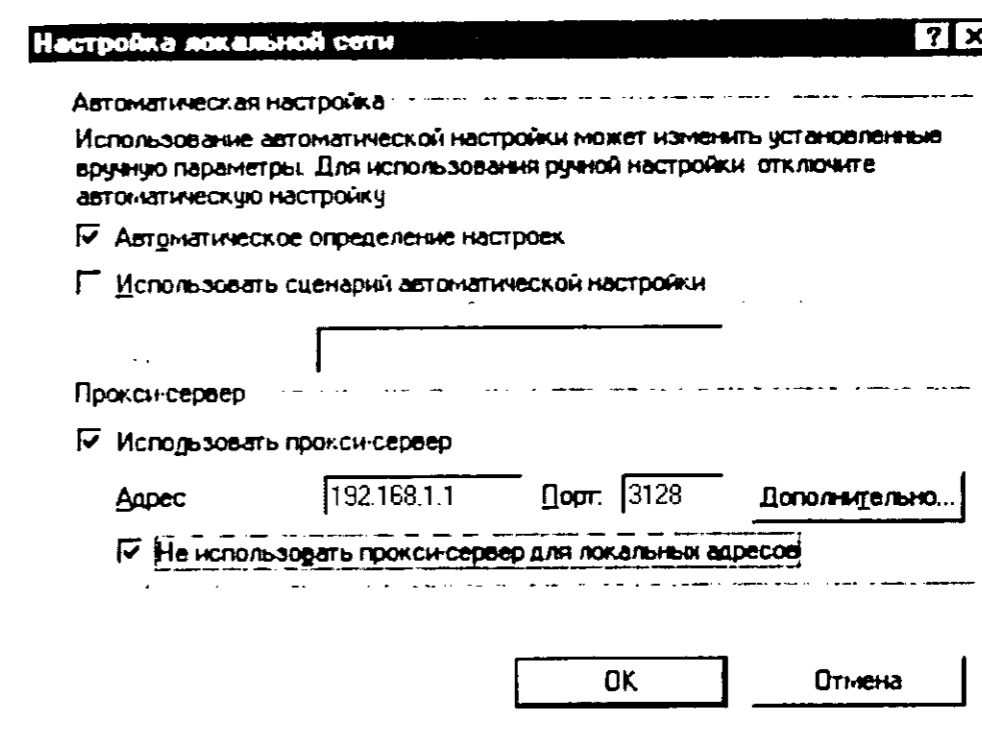 Настройка локальной сети ? X
Автоматическая настройка
Использование автоматической настройки может изменить установленные
вручную параметры. Для использования ручной настройки отключите
автоматическую настройку
Автоматическое определение настроек
Использовать сценарий автоматической настройки
Прокси-сервер
Использовать прокси-сервер
Адрес 192.168.1.1 Порт: 3128 Дополнительно...
Не использовать прокси-сервер для локальных адресов
OK Отмена